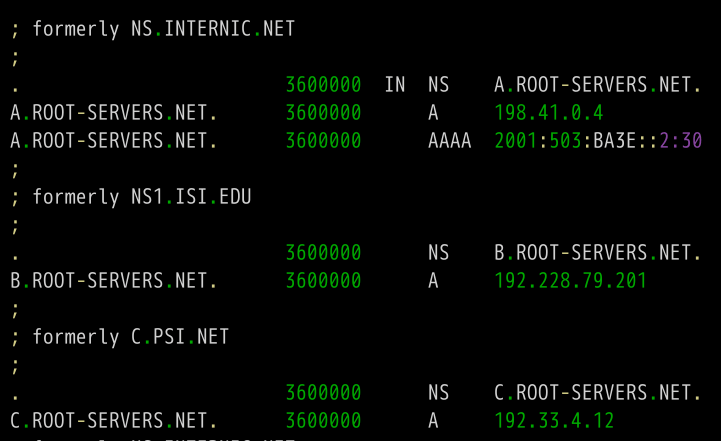 ; formerly NS.INTERNIC.NET
;
. 3600000 IN NS A.ROOT-SERVERS.NET.
A.ROOT-SERVERS.NET. 3600000 A 198.41.0.4
A.ROOT-SERVERS.NET. 3600000 AAAA 2001:503:BA3E::2:30
;
; formerly NS1.ISI.EDU
;
. 3600000 NS B.ROOT-SERVERS.NET.
B.ROOT-SERVERS.NET. 3600000 A 192.228.79.201
;
; formerly C.PSI.NET
;
. 3600000 NS C.ROOT-SERVERS.NET.
C.ROOT-SERVERS.NET. 3600000 A 192.33.4.12